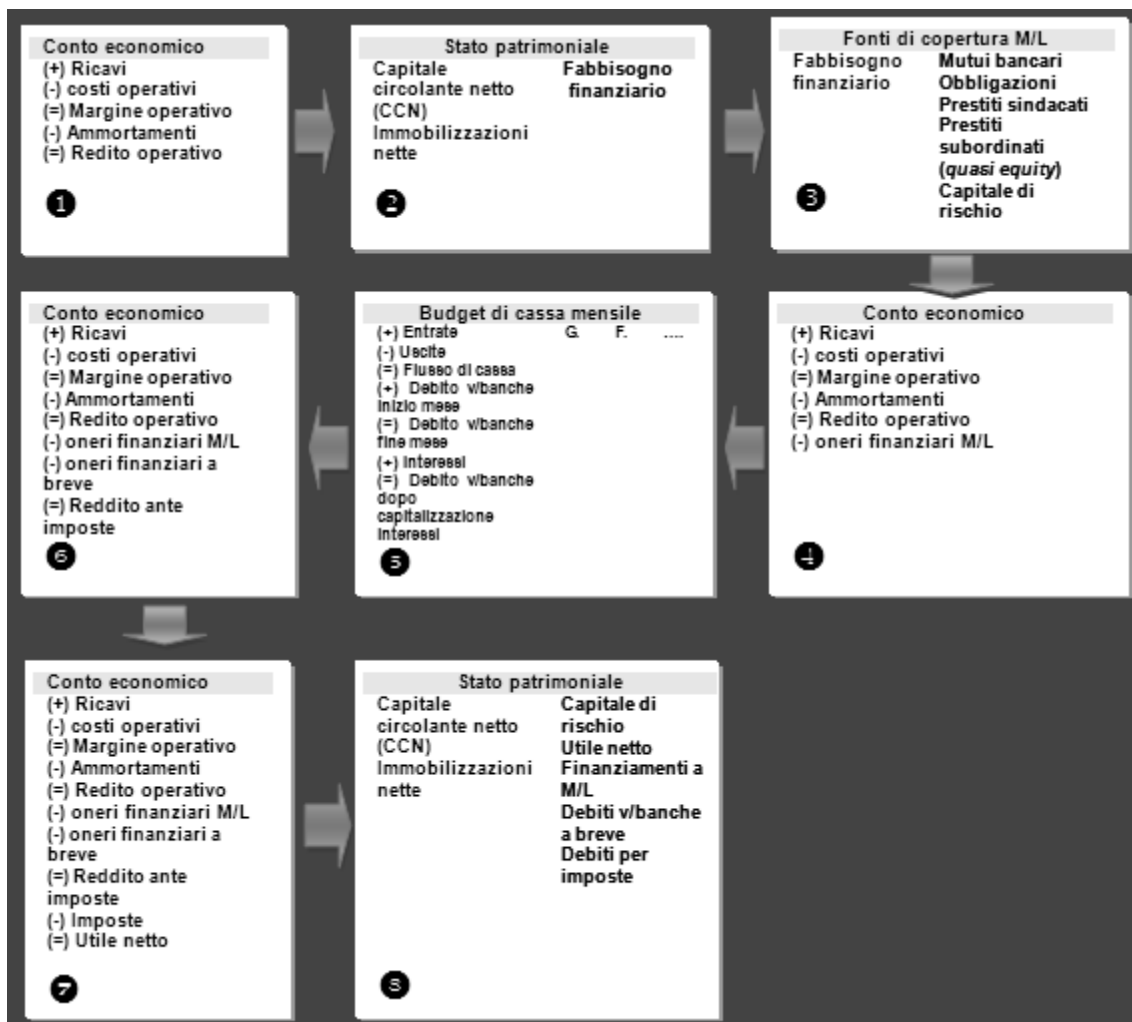 Conto economico
(+) Ricavi
(-) costi operativi
(=) Margine operativo
(-) Ammortamenti
(=) Redito operativo
1
Stato patrimoniale
Capitale
circolante netto
(CCN)
Immobilizzazioni
nette
Fabbisogno
finanziario
2
Fonti di copertura M/L
Fabbisogno
finanziario
Mutui bancari
Obbligazioni
Prestiti sindacati
Prestiti
subordinati
(quasi equity)
Capitale di
rischio
3
Conto economico
(+) Ricavi
(-) costi operativi
(=) Margine operativo
(-) Ammortamenti
(=) Redito operativo
(-) oneri finanziari M/L
4
Budget di cassa mensile
(+) Entrate G. F. ....
(-) Uscite
(=) Flusso di cassa
(+) Debito v/banche
inizio mese
(=) Debito v/banche
fine mese
(+) Interessi
(=) Debito v/banche
dopo
capitalizzazione
interessi
5
Conto economico
(+) Ricavi
(-) costi operativi
(=) Margine operativo
(-) Ammortamenti
(=) Redito operativo
(-) oneri finanziari M/L
(-) oneri finanziari a
breve
(=) Reddito ante
imposte
6
Conto economico
(+) Ricavi
(-) costi operativi
(=) Margine operativo
(-) Ammortamenti
(=) Redito operativo
(-) oneri finanziari M/L
(-) oneri finanziari a
breve
(=) Reddito ante
imposte
(-) Imposte
(=) Utile netto
7
Stato patrimoniale
Capitale
circolante netto
(CCN)
Immobilizzazioni
nette
Capitale di
rischio
Utile netto
Finanziamenti a
M/L
Debiti v/banche
a breve
Debiti per
imposte
8